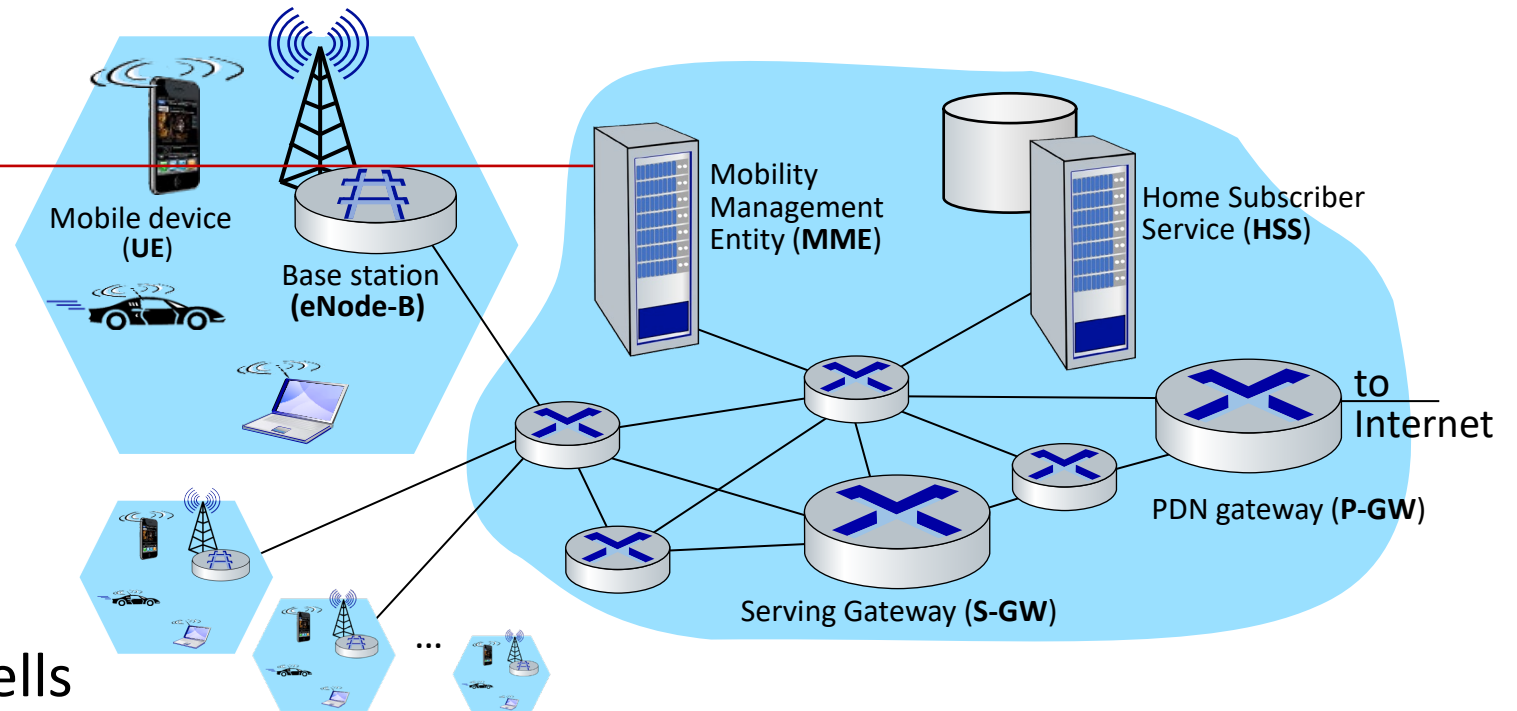 Mobile device
(UE)
Base station
(eNode-B)
Mobility
Management
Entity (MME)
Home Subscriber
Service (HSS)
to
Internet
PDN gateway (P-GW)
Serving Gateway (S-GW)
...
ells